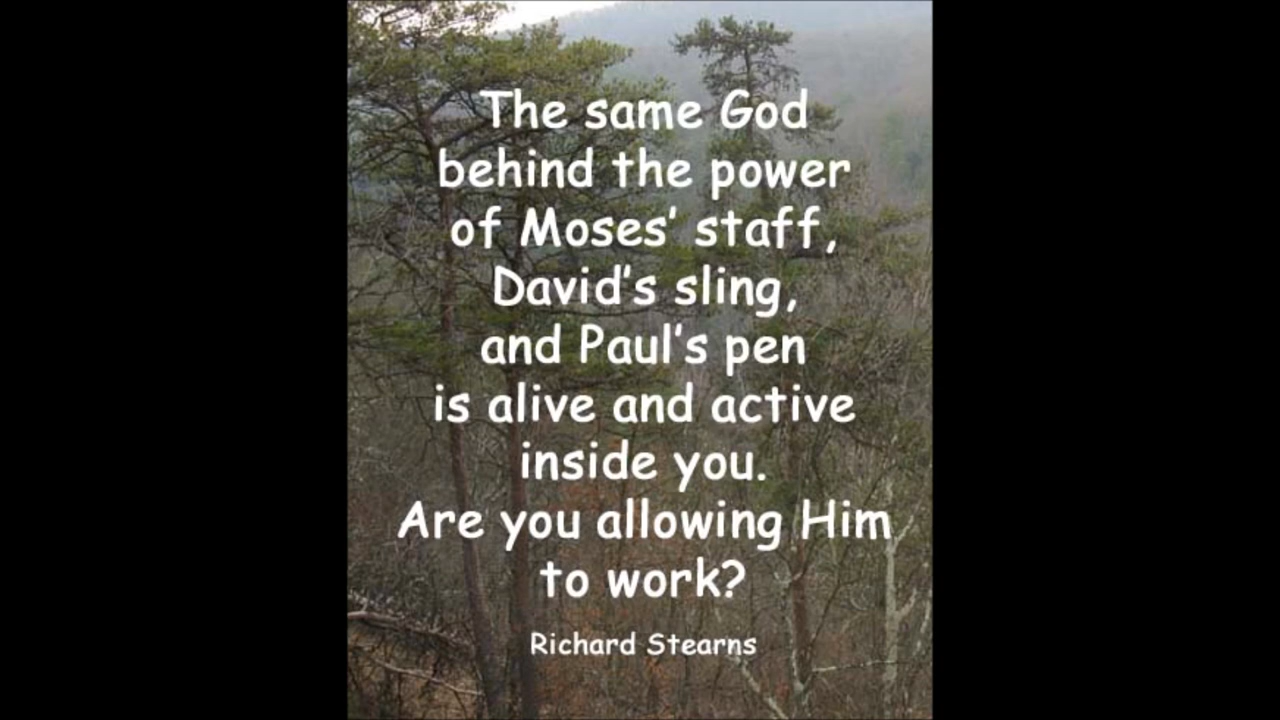 The same God
behind the power
of Moses’ staff,
David’s sling,
and Paul’s pen
is alive and active
inside you.
Are you allowing Him
to work?
Richard Stearns